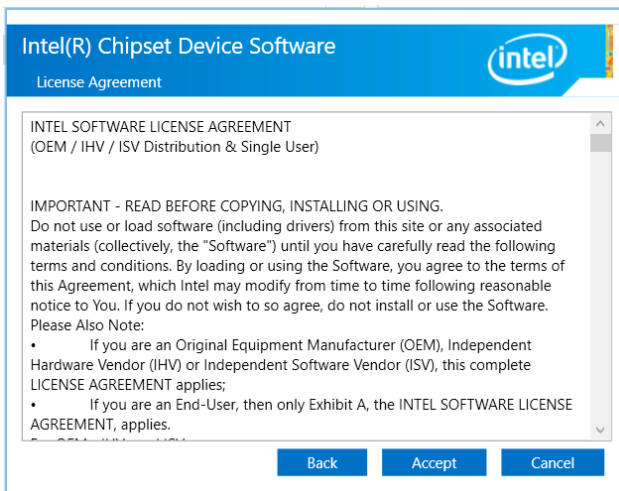 Intel(R) Chipset Device Software
intel
License Agreement
INTEL SOFTWARE LICENSE AGREEMENT
(OEM / IHV / ISV Distribution & Single User)
IMPORTANT - READ BEFORE COPYING, INSTALLING OR USING.
Do not use or load software (including drivers) from this site or any associated
materials (collectively, the "Software") until you have carefully read the following
terms and conditions. By loading or using the Software, you agree to the terms of
this Agreement, which Intel may modify from time to time following reasonable
notice to You. If you do not wish to so agree, do not install or use the Software.
Please Also Note:
• If you are an Original Equipment Manufacturer (OEM), Independent
Hardware Vendor (IHV) or Independent Software Vendor (ISV), this complete
LICENSE AGREEMENT applies;
• If you are an End-User, then only Exhibit A, the INTEL SOFTWARE LICENSE
AGREEMENT, applies.
Back Accept Cancel